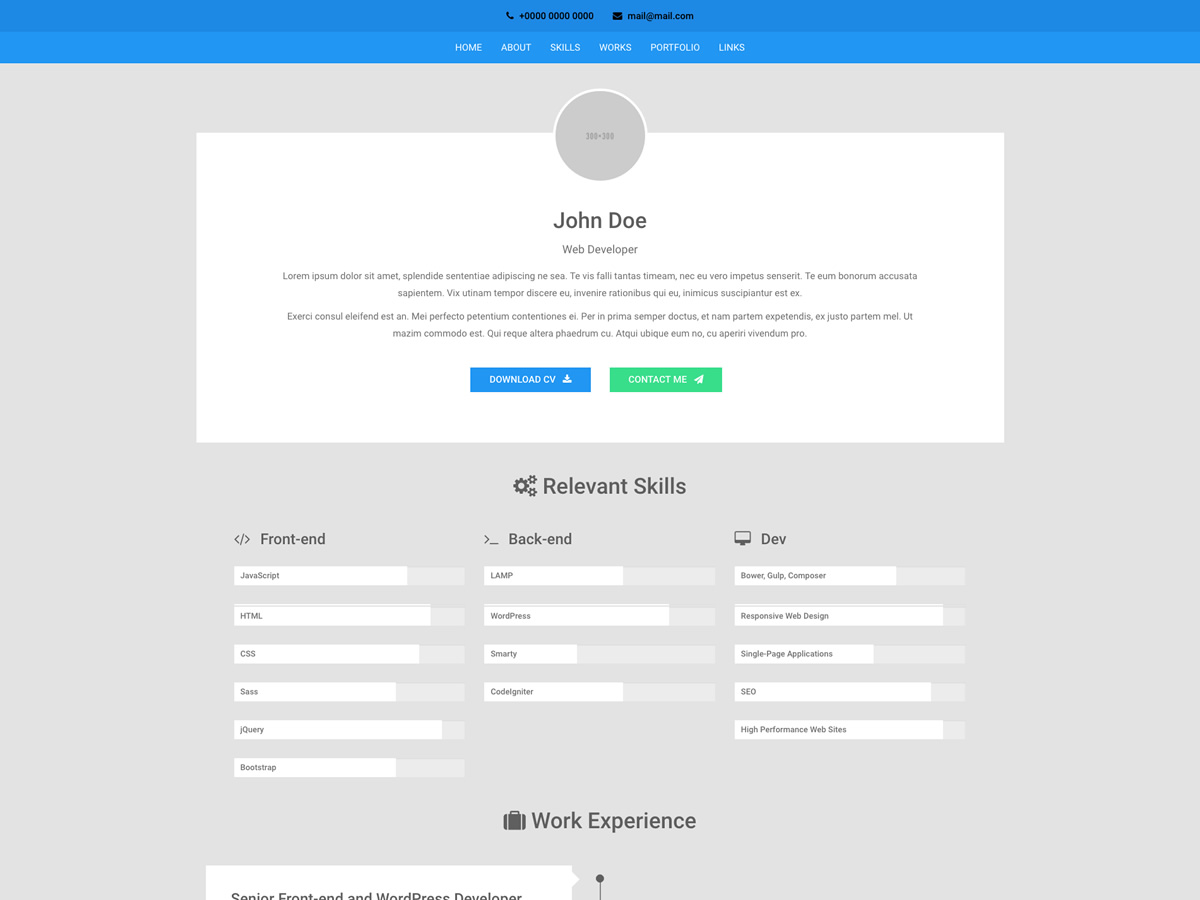 +0000 0000 0000 mail@mail.com
HOME ABOUT SKILLS WORKS PORTFOLIO LINKS
300×300
John Doe
Web Developer
Lorem ipsum dolor sit amet, splendide sententiae adipiscing ne sea. Te vis falli tantas timeam, nec eu vero impetus senserit. Te eum bonorum accusata
sapientem. Vix utinam tempor discere eu, invenire rationibus qui eu, inimicus suscipiantur est ex.
Exerci consul eleifend est an. Mei perfecto petentium contentiones ei. Per in prima semper doctus, et nam partem expetendis, ex justo partem mel. Ut
mazim commodo est. Qui reque altera phaedrum cu. Atqui ubique eum no, cu aperiri vivendum pro.
DOWNLOAD CV CONTACT ME
Relevant Skills
Front-end
JavaScript
HTML
CSS
Sass
jQuery
Bootstrap
Back-end
LAMP
WordPress
Smarty
CodeIgniter
Dev
Bower, Gulp, Composer
Responsive Web Design
Single-Page Applications
SEO
High Performance Web Sites
Work Experience
Senior Front-end and WordPress Developer